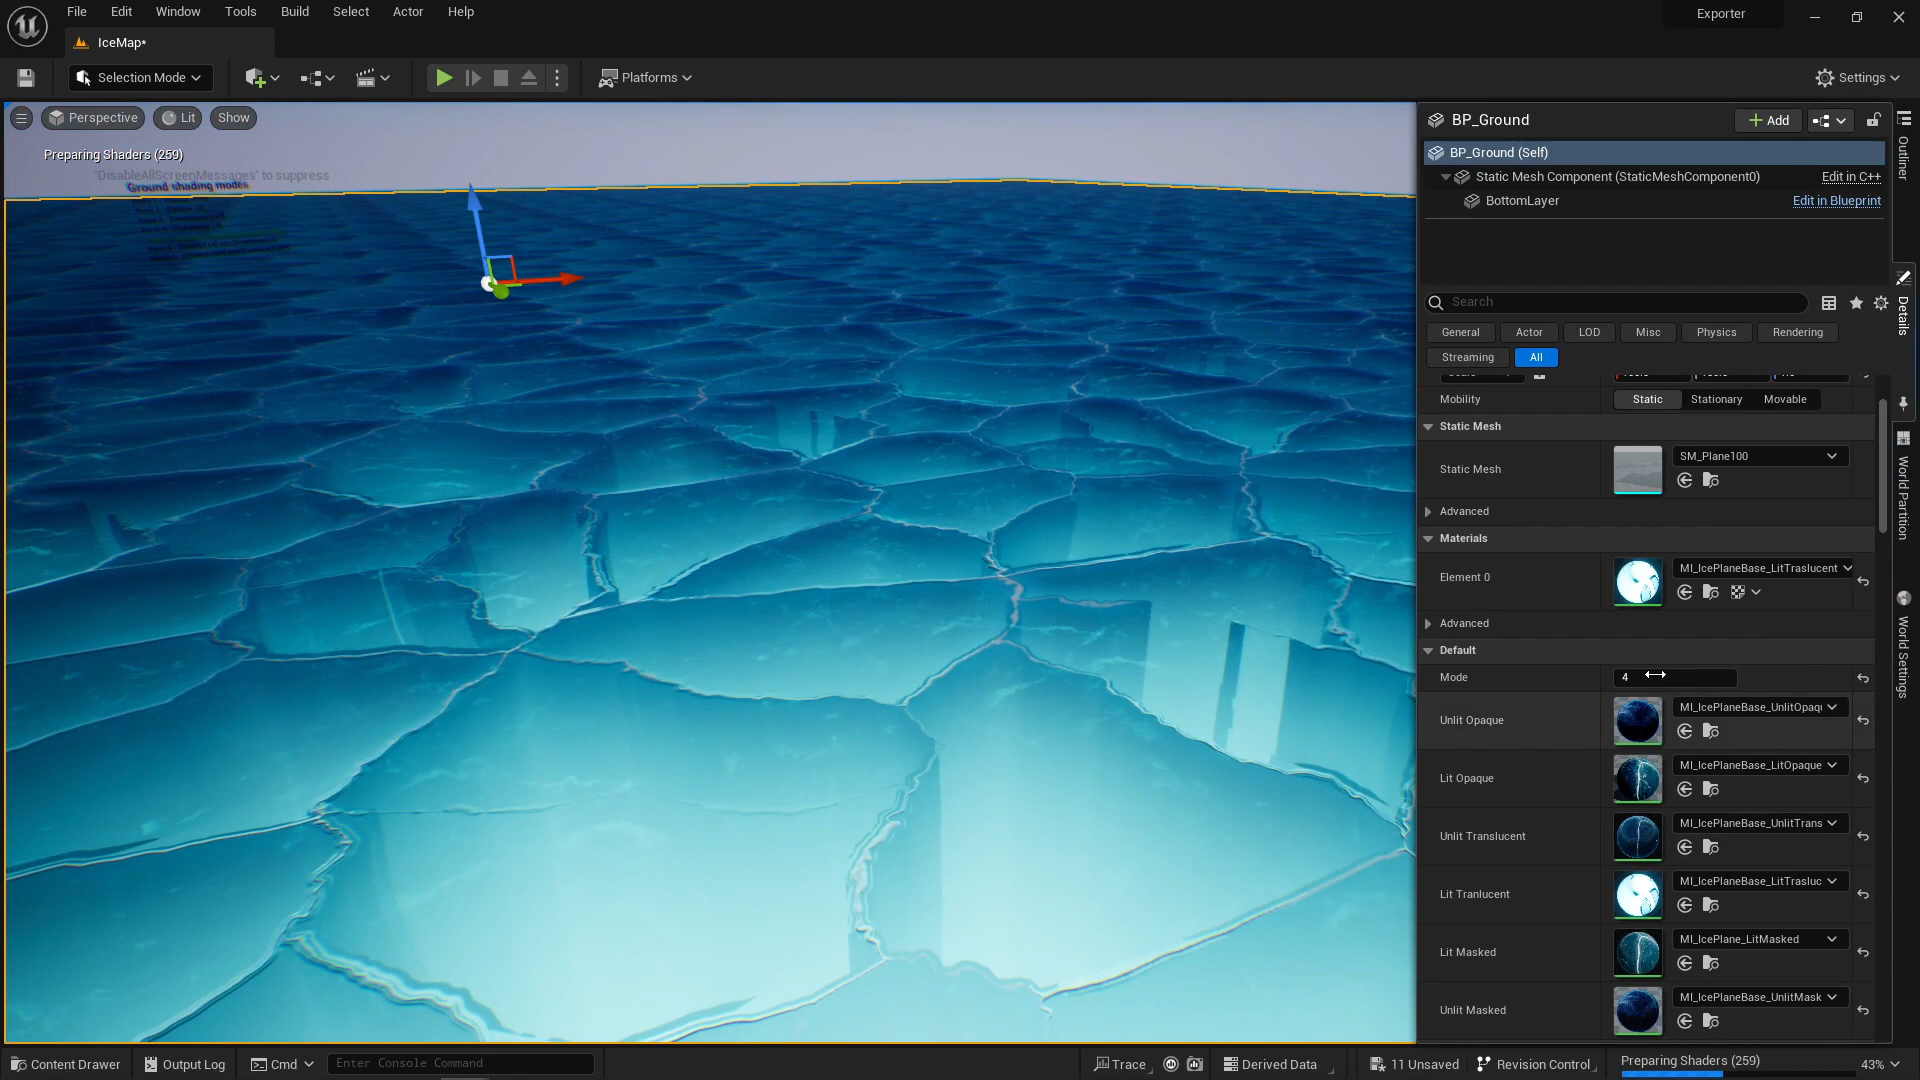 File Edit Window Tools Build Select Actor Help
Exporter
IceMap*
Selection Mode
Platforms
Settings
Perspective Lit Show
Preparing Shaders (259)
'DisableAllScreenMessages' to suppress
Ground shading modes
BP_Ground
Add
BP_Ground (Self)
Static Mesh Component (StaticMeshComponent0) Edit in C++
BottomLayer Edit in Blueprint
Search
General Actor LOD Misc Physics Rendering
Streaming All
Mobility Static Stationary Movable
Static Mesh
Static Mesh SM_Plane100
Advanced
Materials
Element 0 MI_IcePlaneBase_LitTraslucent
Advanced
Default
Mode 4
Unlit Opaque MI_IcePlaneBase_UnlitOpaqu
Lit Opaque MI_IcePlaneBase_LitOpaque
Unlit Translucent MI_IcePlaneBase_UnlitTrans
Lit Tranlucent MI_IcePlaneBase_LitTrasluc
Lit Masked MI_IcePlane_LitMasked
Unlit Masked MI_IcePlaneBase_UnlitMask
Outliner
Details
World Partition
World Settings
Content Drawer Output Log Cmd Enter Console Command Trace Derived Data 11 Unsaved Revision Control Preparing Shaders (259) 43%